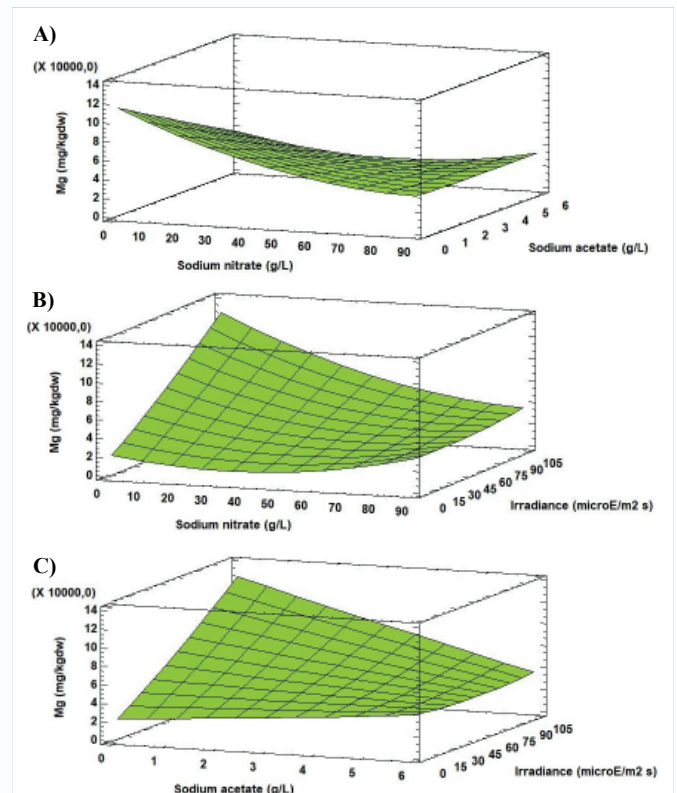 A)
(X 10000,0)
14
12
10
8
6
4
2
0
Mg (mg/kgdw)
0 10 20 30 40 50 60 70 80 90
Sodium nitrate (g/L)
0 1 2 3 4 5 6
Sodium acetate (g/L)
B)
(X 10000,0)
14
12
10
8
6
4
2
0
Mg (mg/kgdw)
0 10 20 30 40 50 60 70 80 90
Sodium nitrate (g/L)
0 15 30 45 60 75 90 105
Irradiance (microE/m2 s)
C)
(X 10000,0)
14
12
10
8
6
4
2
0
Mg (mg/kgdw)
0 1 2 3 4 5 6
Sodium acetate (g/L)
0 15 30 45 60 75 90 105
Irradiance (microE/m2 s)